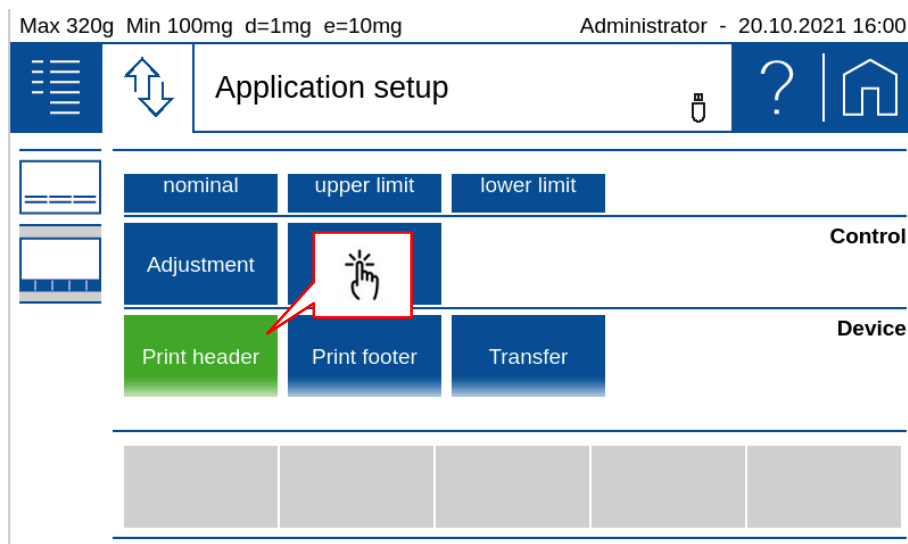 Max 320g Min 100mg d=1mg e=10mg Administrator - 20.10.2021 16:00
Application setup
?
nominal upper limit lower limit
Control
Adjustment
Device
Print header Print footer Transfer